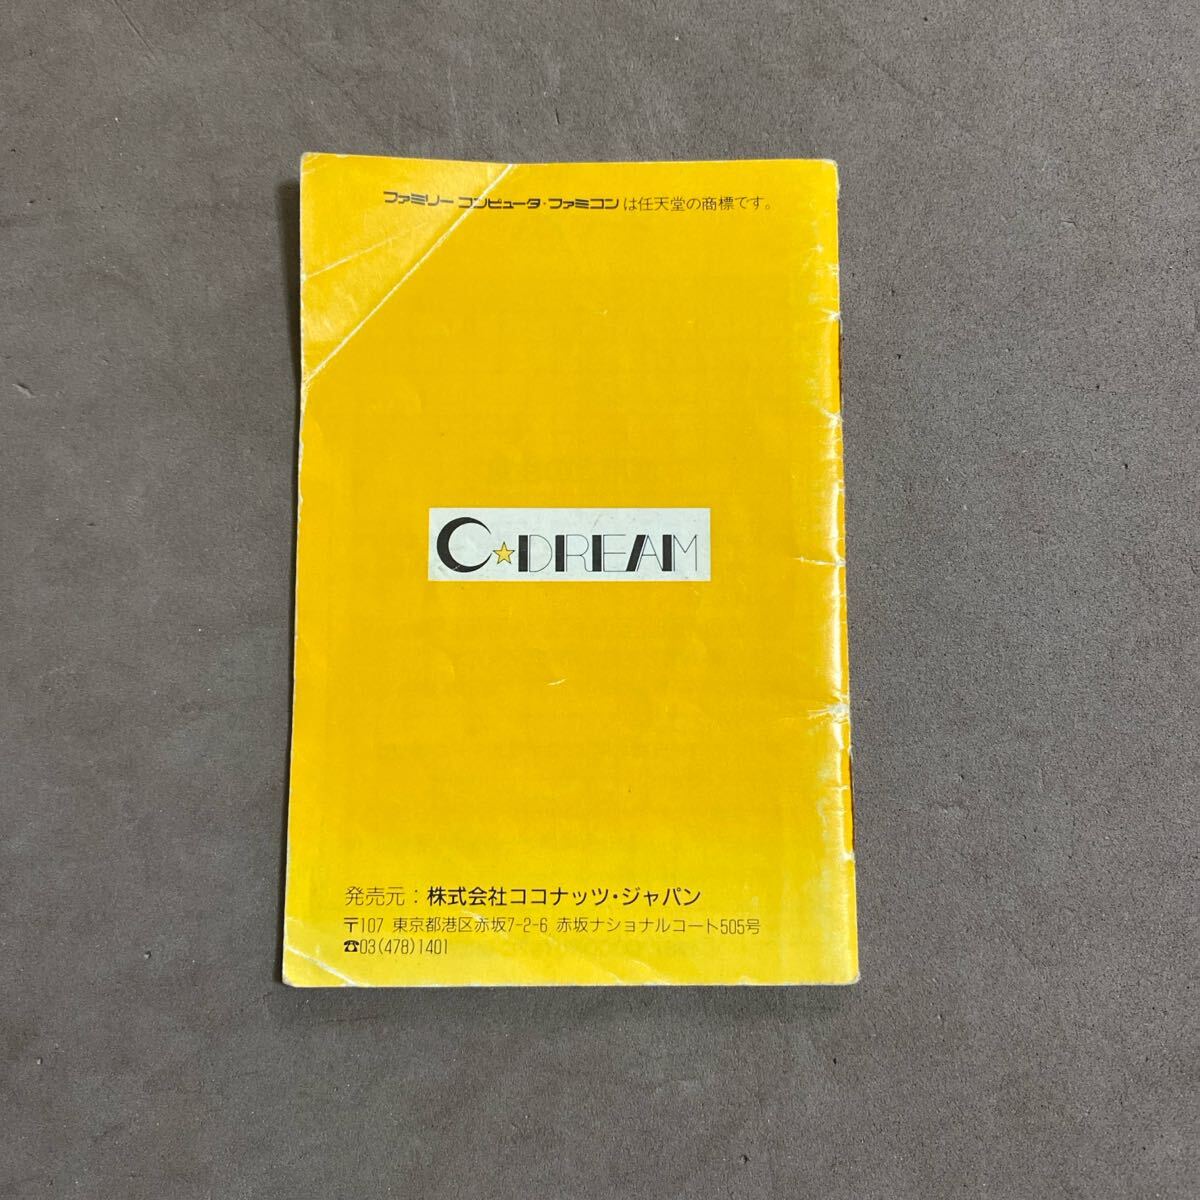 ファミリー コンピュータ・ファミコンは任天堂の商標です。
C★DREAM
発売元：株式会社ココナッツ・ジャパン
〒107 東京都港区赤坂7-2-6 赤坂ナショナルコート505号
☎03(478)1401